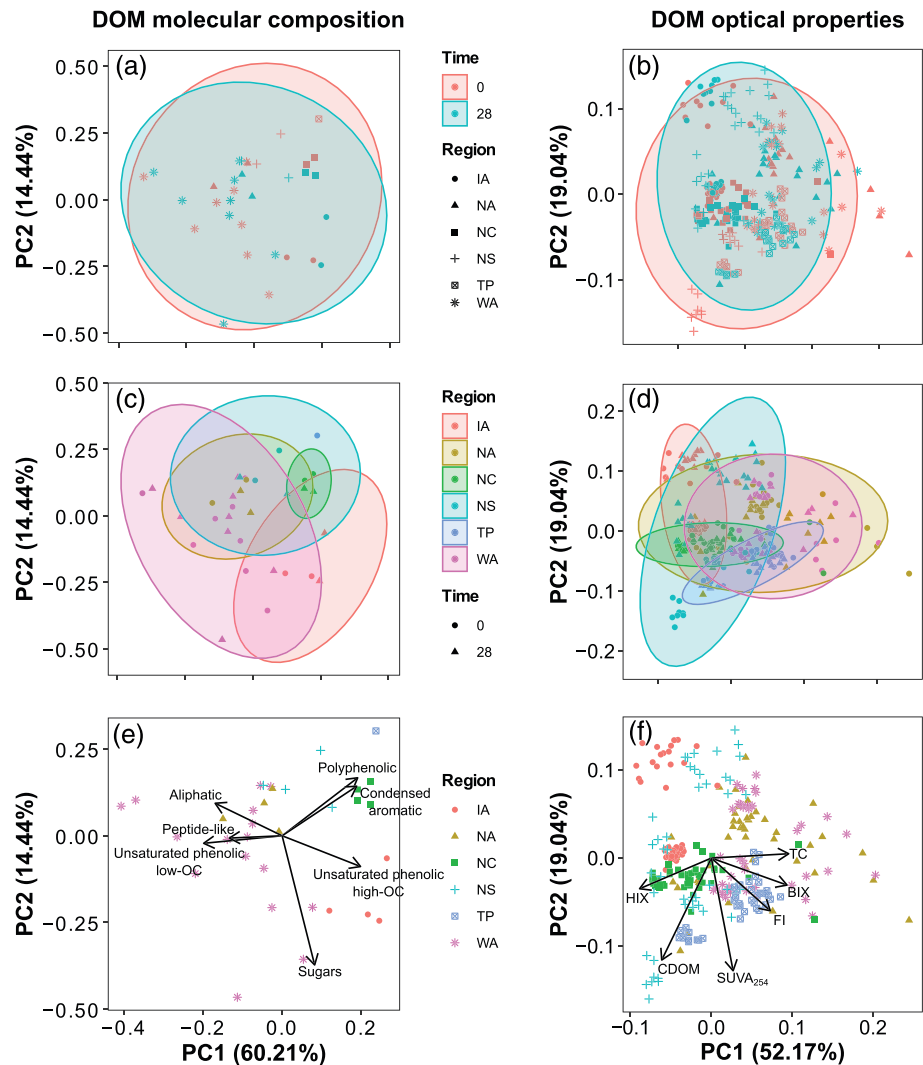 DOM molecular composition
DOM optical properties
(a)
PC2 (14.44%)
0.50
0.25
0.00
−0.25
−0.50
Time
0
28
Region
IA
NA
NC
NS
TP
WA
(b)
PC2 (19.04%)
0.1
0.0
−0.1
(c)
PC2 (14.44%)
0.50
0.25
0.00
−0.25
−0.50
Region
IA
NA
NC
NS
TP
WA
Time
0
28
(d)
PC2 (19.04%)
0.2
0.1
0.0
−0.1
−0.2
(e)
PC2 (14.44%)
0.25
0.00
−0.25
−0.50
Polyphenolic
Condensed
aromatic
Aliphatic
Peptide-like
Unsaturated phenolic
low-OC
Unsaturated phenolic
high-OC
Sugars
−0.4
−0.2
0.0
0.2
PC1 (60.21%)
Region
IA
NA
NC
NS
TP
WA
(f)
PC2 (19.04%)
0.1
0.0
−0.1
TC
HIX
BIX
FI
CDOM
SUVA₂₅₄
−0.1
0.0
0.1
0.2
PC1 (52.17%)